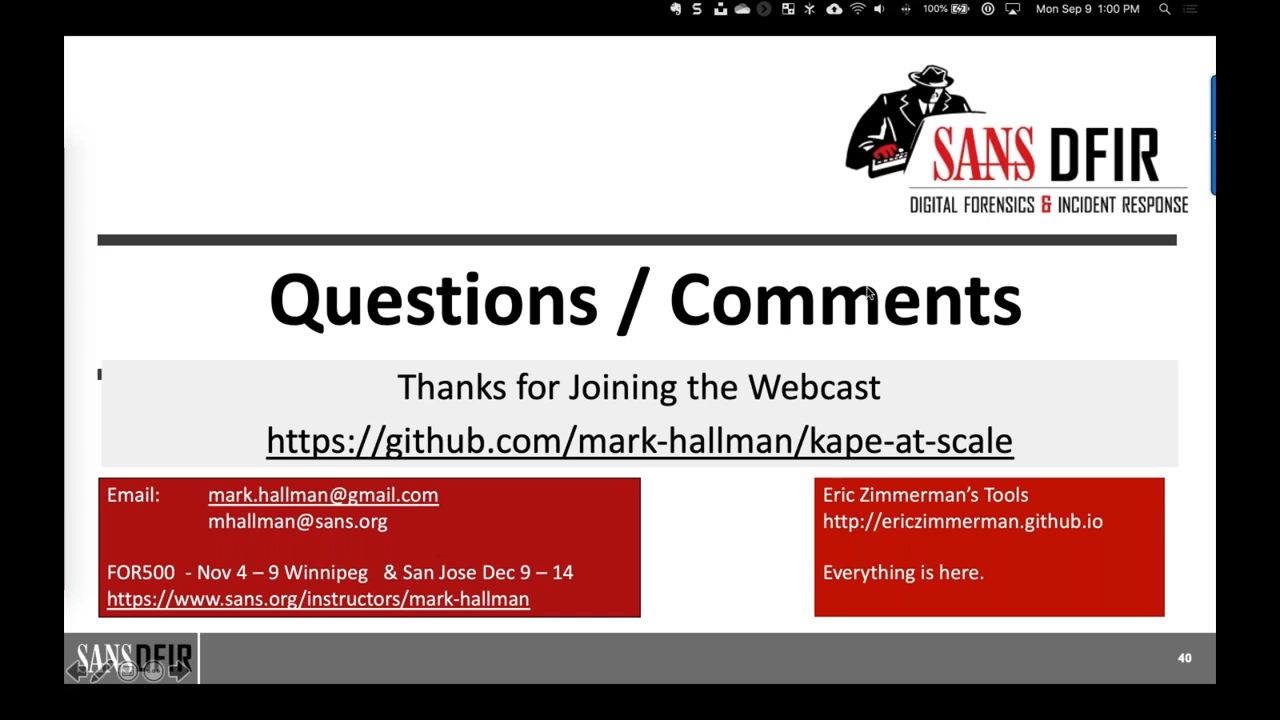 100% Mon Sep 9 1:00 PM
SANS DFIR
DIGITAL FORENSICS & INCIDENT RESPONSE
Questions / Comments
Thanks for Joining the Webcast
https://github.com/mark-hallman/kape-at-scale
Email: mark.hallman@gmail.com
mhallman@sans.org
FOR500 - Nov 4 – 9 Winnipeg & San Jose Dec 9 – 14
https://www.sans.org/instructors/mark-hallman
Eric Zimmerman’s Tools
http://ericzimmerman.github.io
Everything is here.
SANS DFIR
40